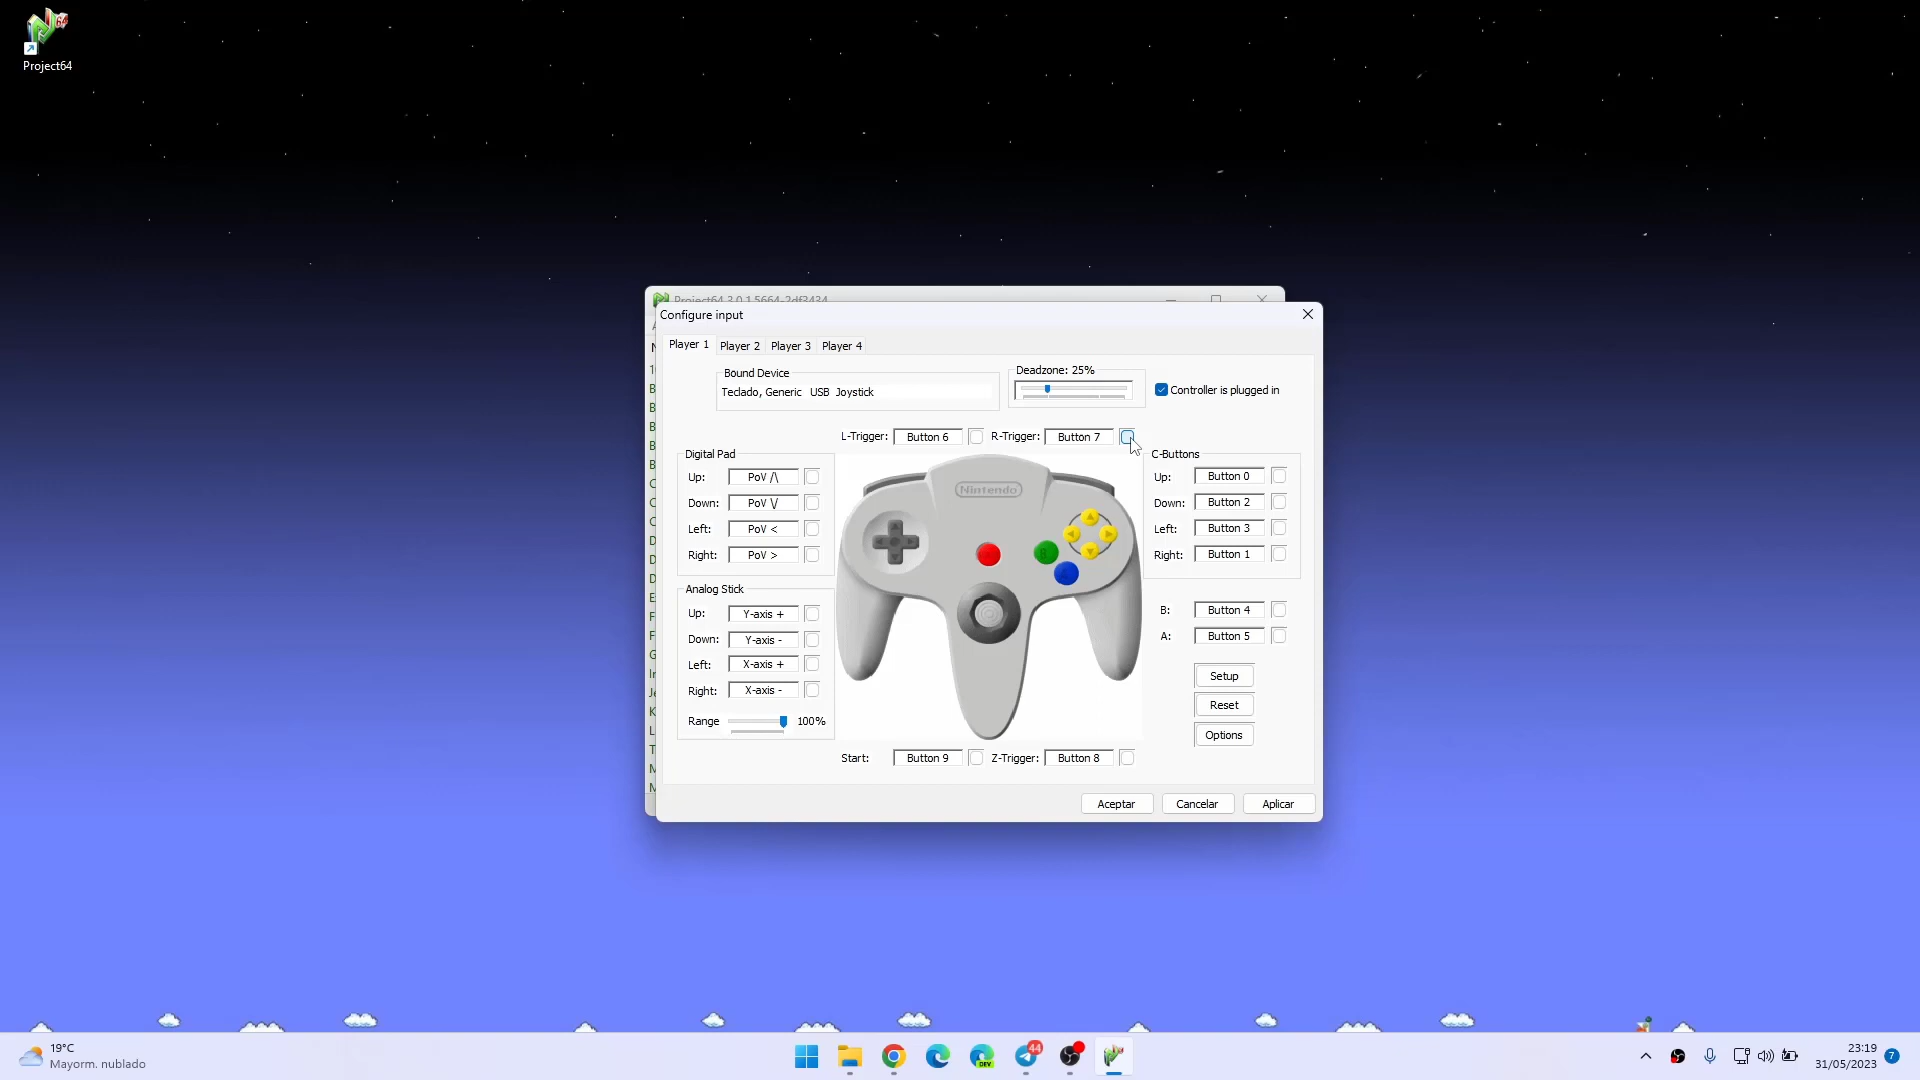 Project64
Project64 3.0.1.5664-2df3434
Configure input
Player 1
Player 2
Player 3
Player 4
Bound Device
Teclado, Generic   USB  Joystick
Deadzone: 25%
Controller is plugged in
L-Trigger:
Button 6
R-Trigger:
Button 7
Digital Pad
Up:
PoV /\
Down:
PoV \/
Left:
PoV <
Right:
PoV >
Analog Stick
Up:
Y-axis +
Down:
Y-axis -
Left:
X-axis +
Right:
X-axis -
Range
100%
Nintendo
C-Buttons
Up:
Button 0
Down:
Button 2
Left:
Button 3
Right:
Button 1
B:
Button 4
A:
Button 5
Setup
Reset
Options
Start:
Button 9
Z-Trigger:
Button 8
Aceptar
Cancelar
Aplicar
19°C
Mayorm. nublado
DEV
44
23:19
31/05/2023
7